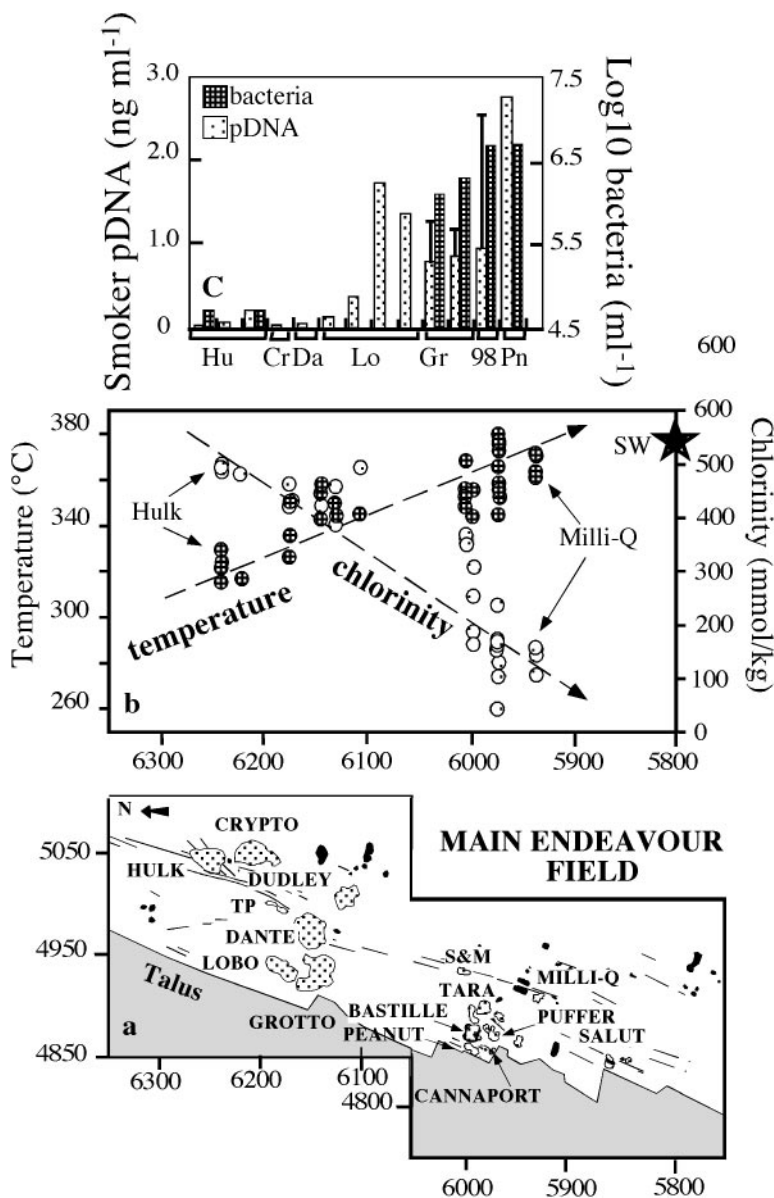 Smoker pDNA (ng ml-1)
3.0
2.0
1.0
0
bacteria
pDNA
C
7.5
6.5
5.5
4.5
Log10 bacteria (ml-1)
Hu Cr Da Lo Gr 98 Pn
600
Temperature (°C)
380
340
300
260
Hulk
temperature
chlorinity
Milli-Q
SW
b
600
500
400
300
200
100
0
Chlorinity (mmol/kg)
6300 6200 6100 6000 5900 5800
N
CRYPTO
HULK
DUDLEY
TP
DANTE
LOBO
Talus
GROTTO
a
5050
4950
4850
MAIN ENDEAVOUR
FIELD
S&M
MILLI-Q
TARA
BASTILLE
PUFFER
PEANUT
SALUT
CANNAPORT
6300 6200 6100
4800
6000 5900 5800